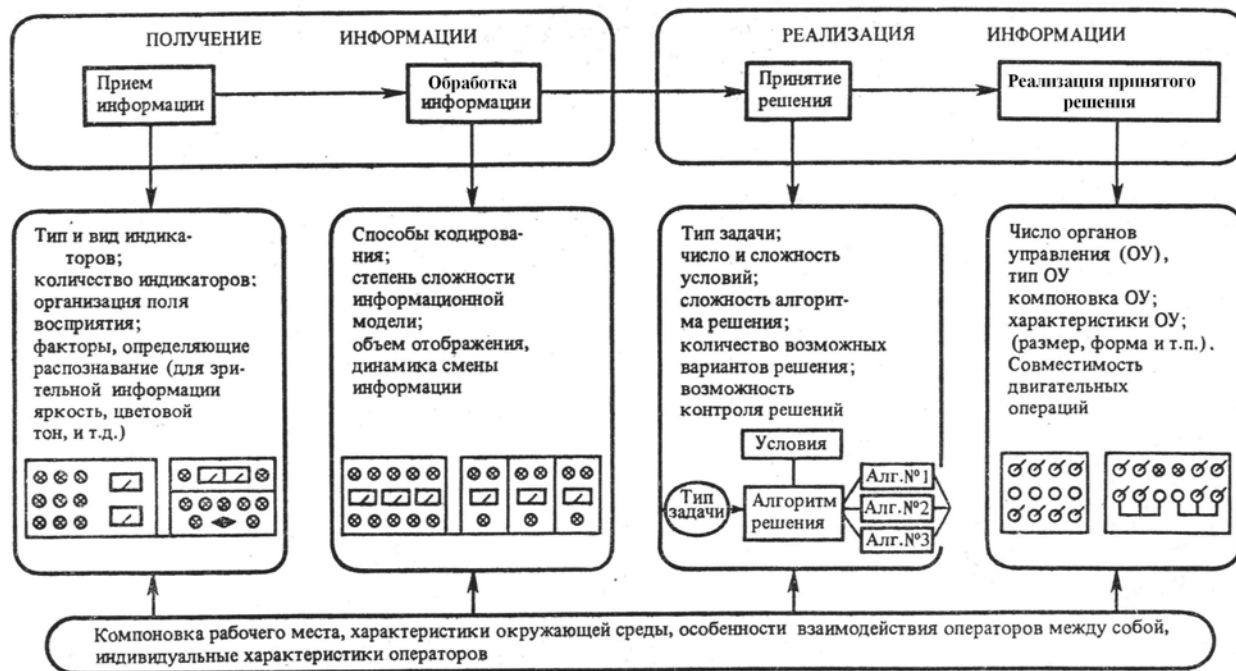 ПОЛУЧЕНИЕ ИНФОРМАЦИИ
Прием
информации
Обработка
информации
РЕАЛИЗАЦИЯ ИНФОРМАЦИИ
Принятие
решения
Реализация принятого
решения
Тип и вид индика-
торов;
количество индикаторов;
организация поля
восприятия;
факторы, определяющие
распознавание (для зри-
тельной информации
яркость, цветовой
тон, и т.д.)
Способы кодирова-
ния;
степень сложности
информационной
модели;
объем отображения,
динамика смены
информации
Тип задачи;
число и сложность
условий;
сложность алгорит-
ма решения;
количество возможных
вариантов решения;
возможность
контроля решений
Условия
Тип
задачи
Алгоритм
решения
Алг.№1
Алг.№2
Алг.№3
Число органов
управления (ОУ),
тип ОУ
компоновка ОУ;
характеристики ОУ;
(размер, форма и т.п.).
Совместимость
двигательных
операций
Компоновка рабочего места, характеристики окружающей среды, особенности взаимодействия операторов между собой,
индивидуальные характеристики операторов